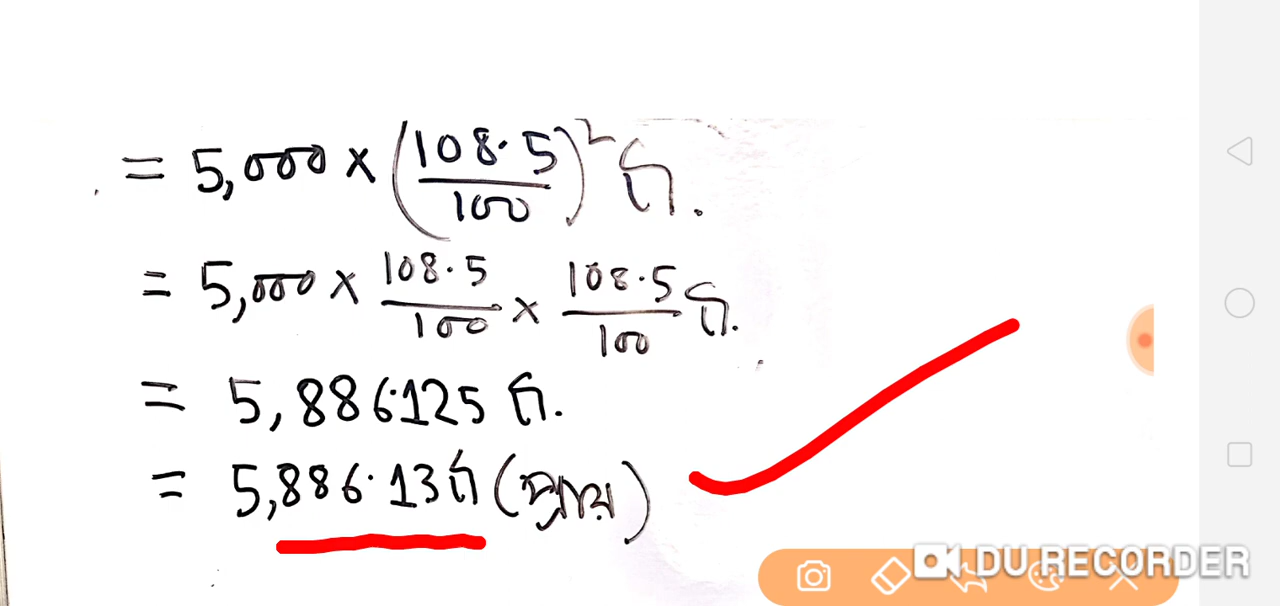 = 5,000 × (108.5/100)² টা.
= 5,000 × 108.5/100 × 108.5/100 টা.
= 5,886.125 টা.
= 5,886.13 টা (প্রায়)
DU RECORDER